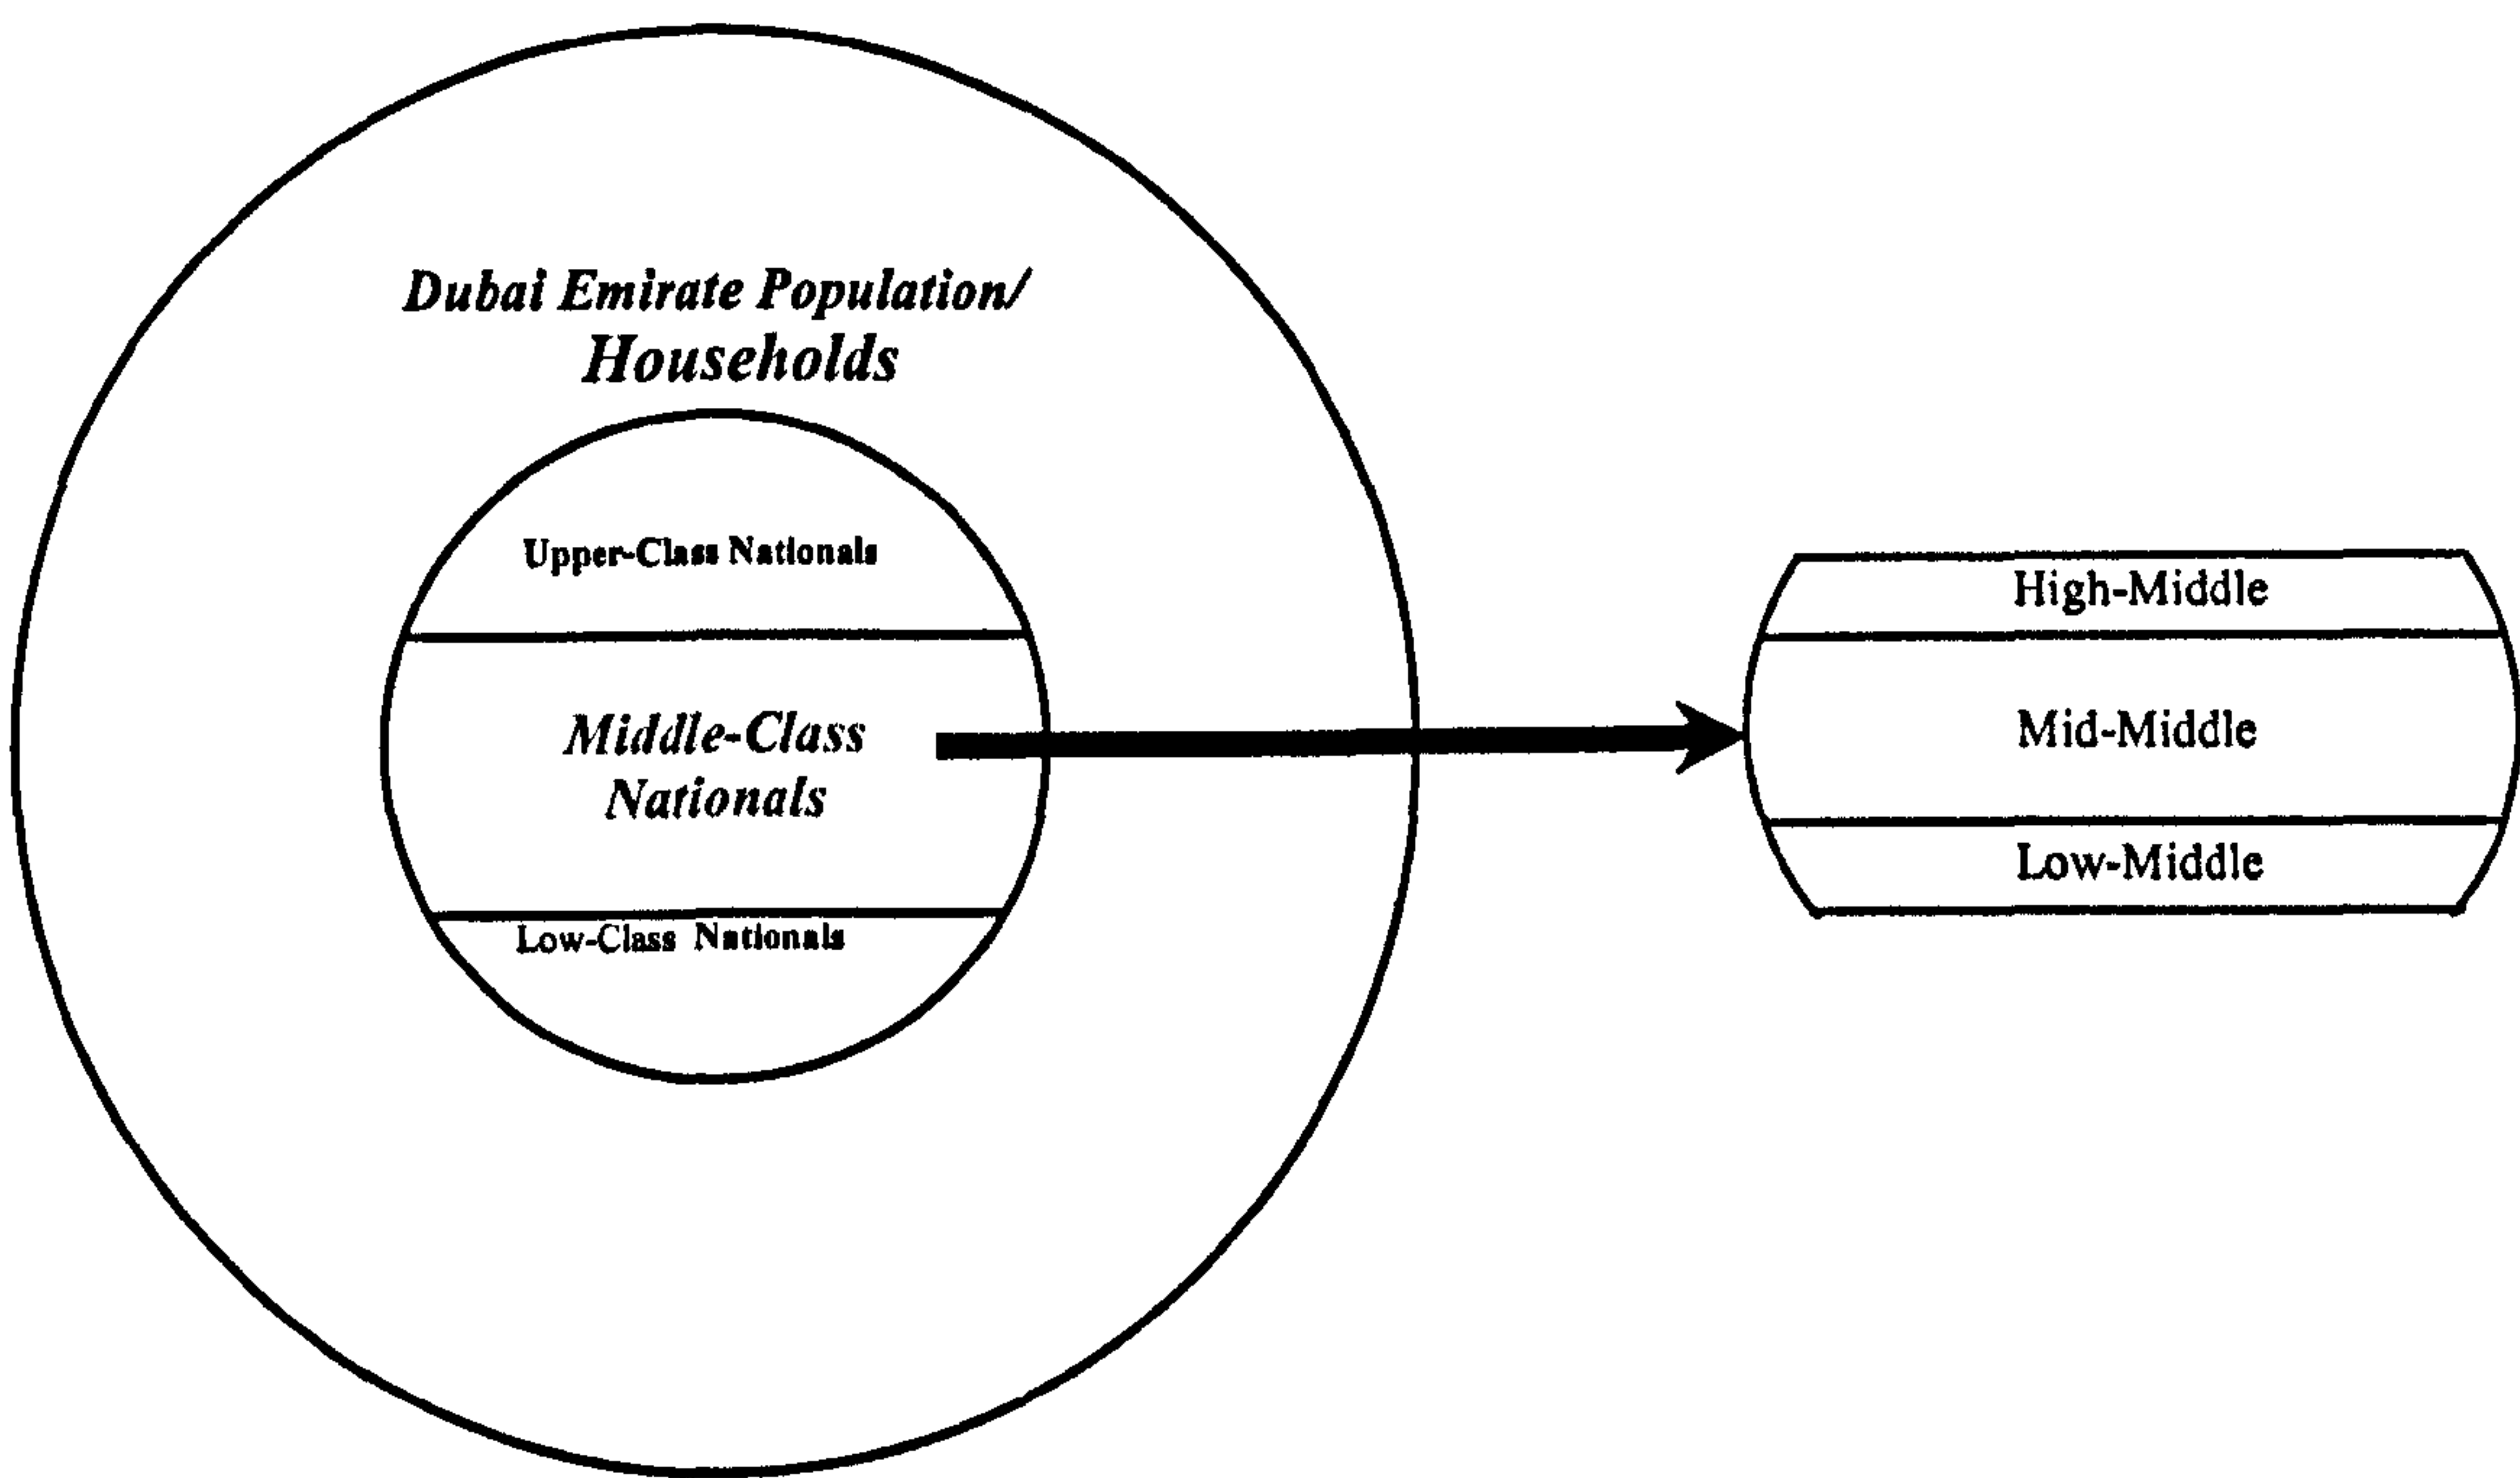 Dubai Emirate Population/
Households
Upper-Class Nationals
Middle-Class
Nationals
Low-Class Nationals
High-Middle
Mid-Middle
Low-Middle